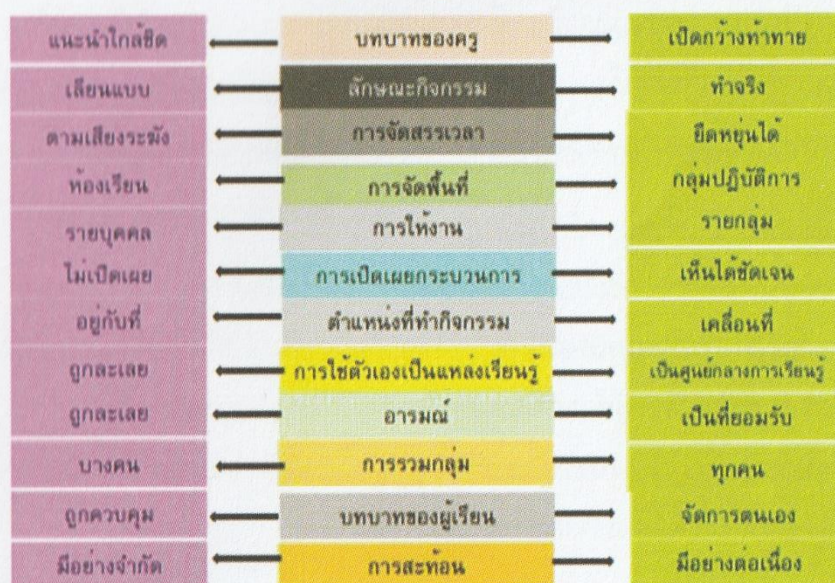 แนะนำใกล้ชิด บทบาทของครู เปิดกว้างท้าทาย
เลียนแบบ ลักษณะกิจกรรม ทำจริง
ตามเสียงระฆัง การจัดสรรเวลา ยืดหยุ่นได้
ห้องเรียน การจัดพื้นที่ กลุ่มปฏิบัติการ
รายบุคคล การให้งาน รายกลุ่ม
ไม่เปิดเผย การเปิดเผยกระบวนการ เห็นได้ชัดเจน
อยู่กับที่ ตำแหน่งที่ทำกิจกรรม เคลื่อนที่
ถูกละเลย การใช้ตัวเองเป็นแหล่งเรียนรู้ เป็นศูนย์กลางการเรียนรู้
ถูกละเลย อารมณ์ เป็นที่ยอมรับ
บางคน การรวมกลุ่ม ทุกคน
ถูกควบคุม บทบาทของผู้เรียน จัดการตนเอง
มีอย่างจำกัด การสะท้อน มีอย่างต่อเนื่อง